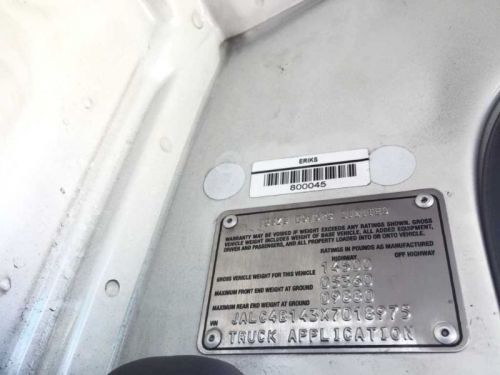 ERIKS
800045
WARRANTY MAY BE VOIDED IF WEIGHT EXCEEDS ANY RATINGS SHOWN. GROSS
VEHICLE WEIGHT INCLUDES WEIGHT OF BASE VEHICLE, ALL ADDED EQUIPMENT,
DRIVER AND PASSENGERS, AND ALL PROPERTY LOADED INTO OR ONTO VEHICLE.
RATINGS IN POUNDS AS MANUFACTURED
HIGHWAY OFF HIGHWAY
GROSS VEHICLE WEIGHT FOR THIS VEHICLE
MAXIMUM FRONT END WEIGHT AT GROUND
MAXIMUM REAR END WEIGHT AT GROUND
VIN JALC4B143X7018975
TRUCK APPLICATION